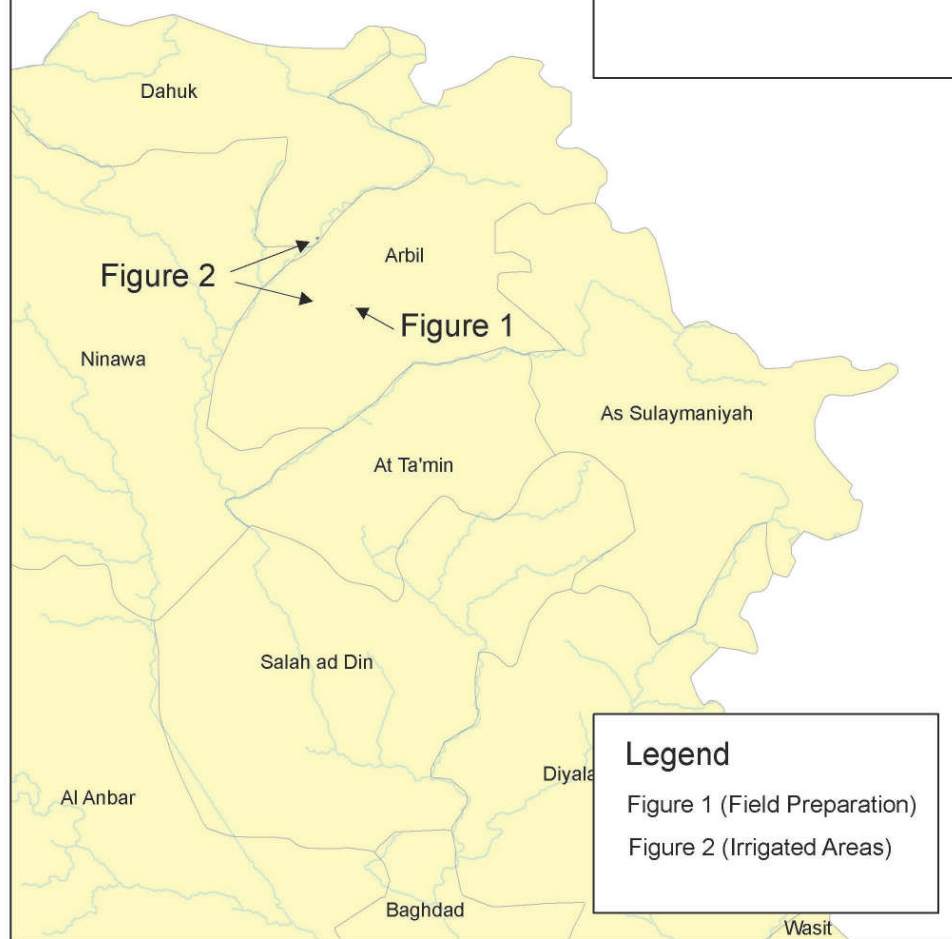 Dahuk
Arbil
Figure 2
Figure 1
Ninawa
As Sulaymaniyah
At Ta'min
Salah ad Din
Legend
Diyala
Figure 1 (Field Preparation)
Al Anbar
Figure 2 (Irrigated Areas)
Baghdad
Wasit